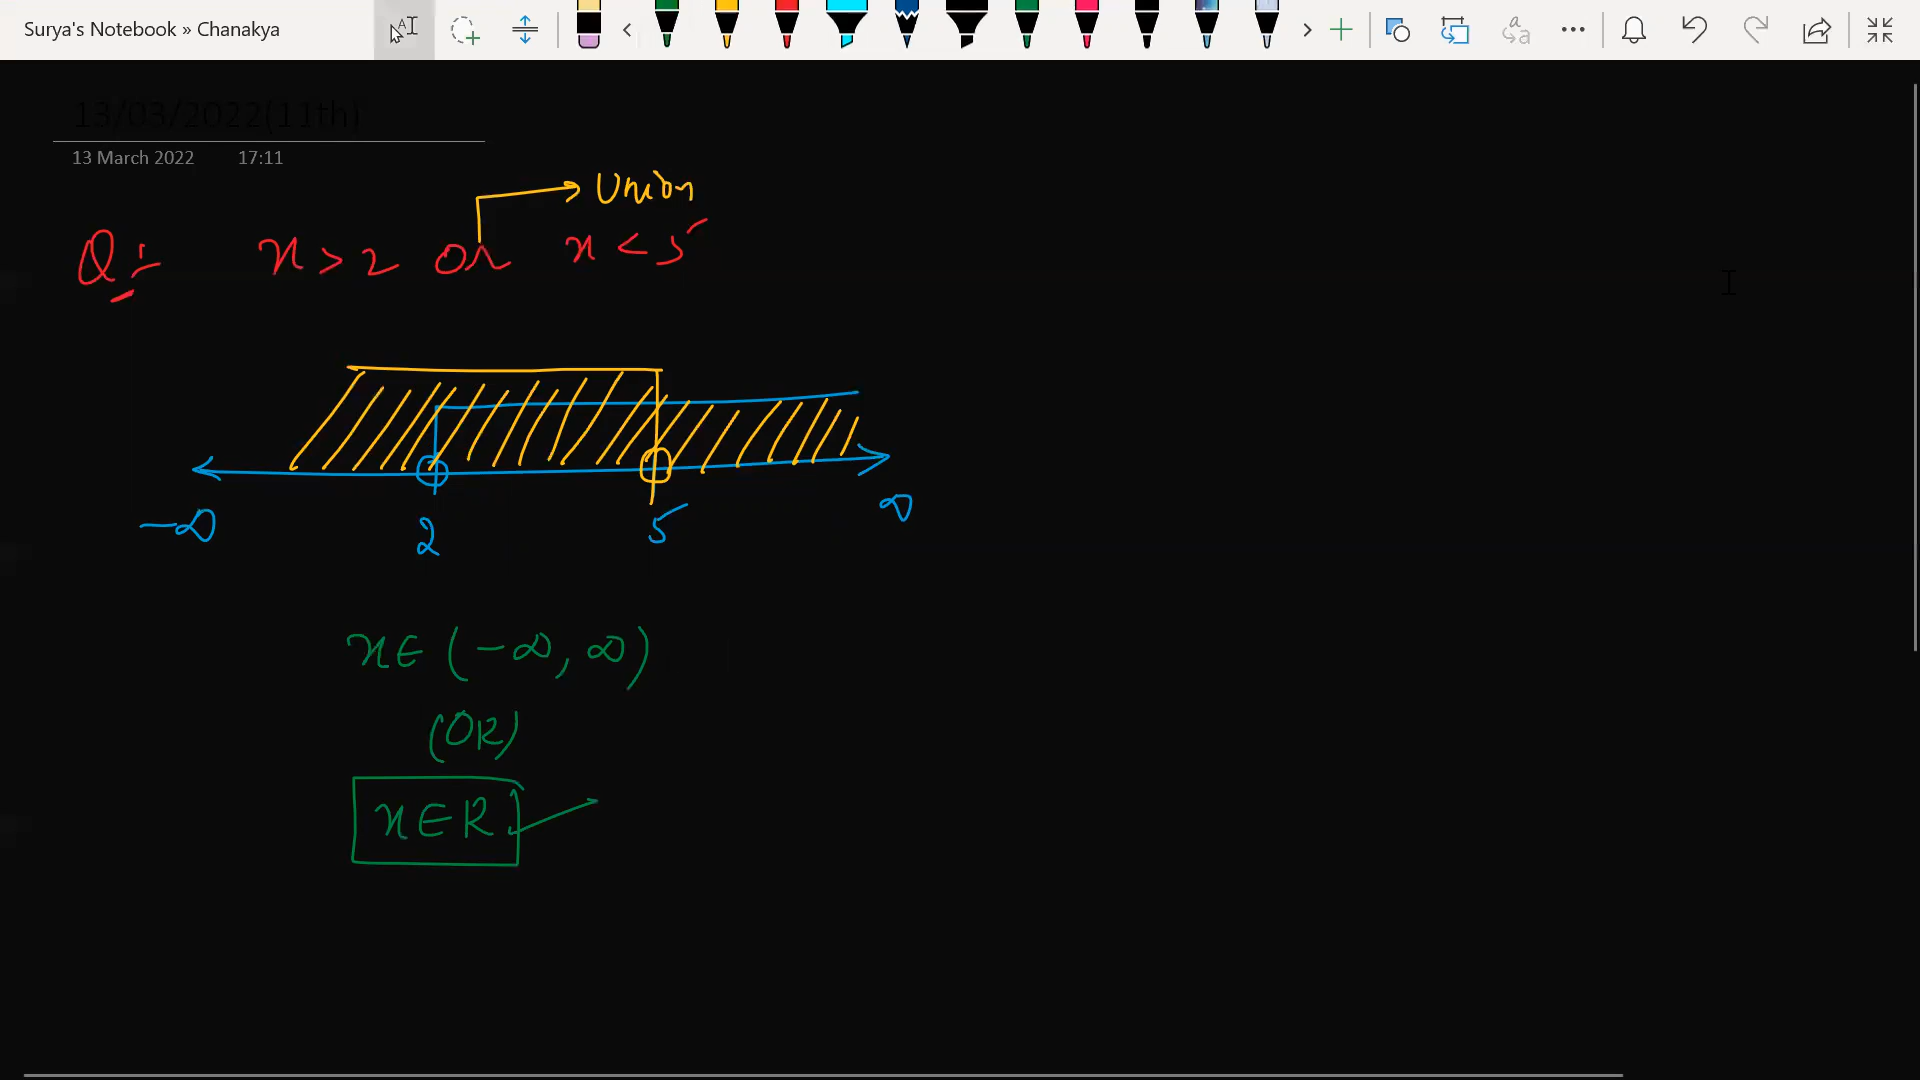 Surya's Notebook » Chanakya
13/03/2022(11th)
13 March 2022 17:11
Union
Q:- x > 2 or x < 5
-∞ 2 5 ∞
x ∈ (-∞, ∞)
(OR)
x ∈ R